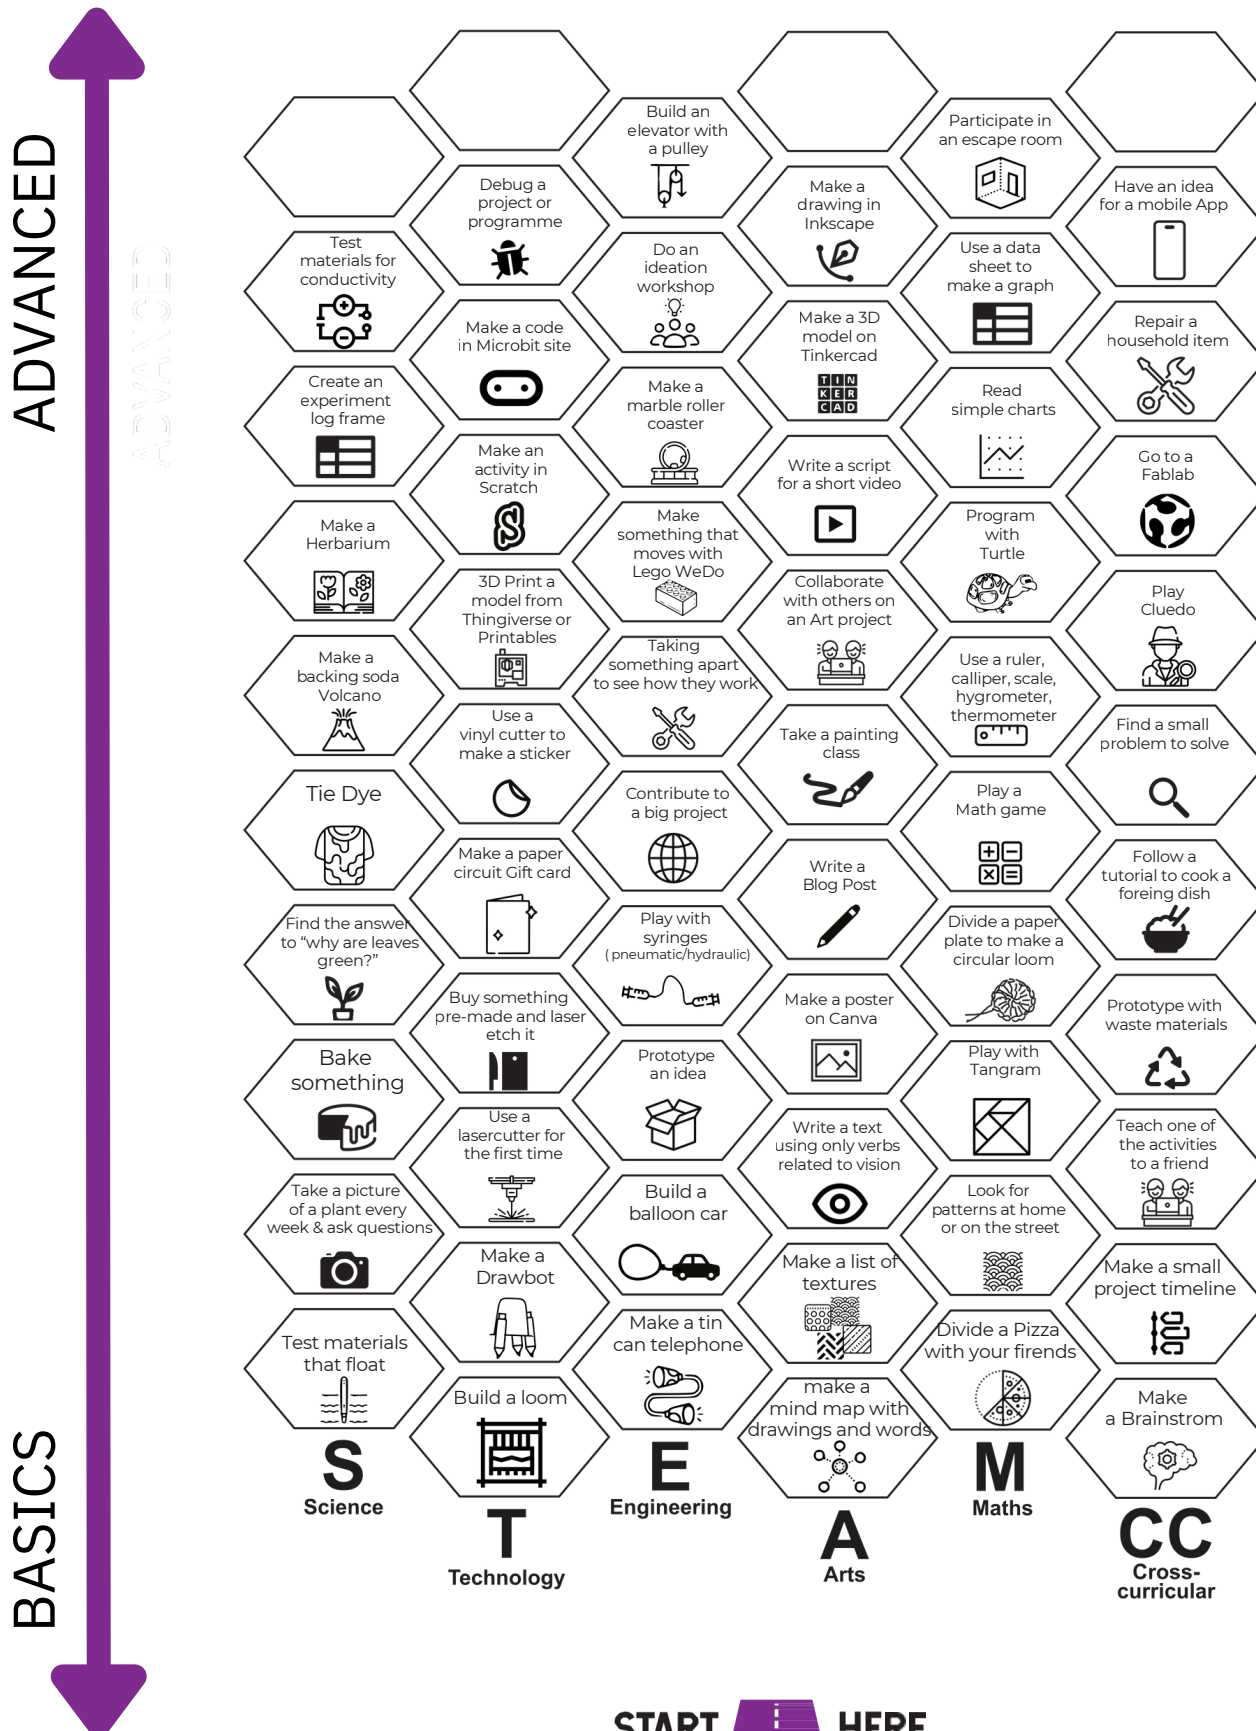 ADVANCED
ADVANCED
BASICS
Test
materials for
conductivity
Create an
experiment
log frame
Make a
Herbarium
Make a
backing soda
Volcano
Tie Dye
Find the answer
to “why are leaves
green?”
Bake
something
Take a picture
of a plant every
week & ask questions
Test materials
that float
S
Science
Debug a
project or
programme
Make a code
in Microbit site
Make an
activity in
Scratch
3D Print a
model from
Thingiverse or
Printables
Use a
vinyl cutter to
make a sticker
Make a paper
circuit Gift card
Buy something
pre-made and laser
etch it
Use a
lasercutter for
the first time
Make a
Drawbot
Build a loom
T
Technology
Build an
elevator with
a pulley
Do an
ideation
workshop
Make a
marble roller
coaster
Make
something that
moves with
Lego WeDo
Taking
something apart
to see how they work
Contribute to
a big project
Play with
syringes
(pneumatic/hydraulic)
Prototype
an idea
Build a
balloon car
Make a tin
can telephone
E
Engineering
Make a
drawing in
Inkscape
Make a 3D
model on
Tinkercad
TIN
KER
CAD
Write a script
for a short video
Collaborate
with others on
an Art project
Take a painting
class
Write a
Blog Post
Make a poster
on Canva
Write a text
using only verbs
related to vision
Make a list of
textures
make a
mind map with
drawings and words
A
Arts
Participate in
an escape room
Use a data
sheet to
make a graph
Read
simple charts
Program
with
Turtle
Use a ruler,
calliper, scale,
hygrometer,
thermometer
Play a
Math game
Divide a paper
plate to make a
circular loom
Play with
Tangram
Look for
patterns at home
or on the street
Divide a Pizza
with your firends
M
Maths
Have an idea
for a mobile App
Repair a
household item
Go to a
Fablab
Play
Cluedo
Find a small
problem to solve
Follow a
tutorial to cook a
foreing dish
Prototype with
waste materials
Teach one of
the activities
to a friend
Make a small
project timeline
Make
a Brainstrom
CC
Cross-
curricular
START HERE